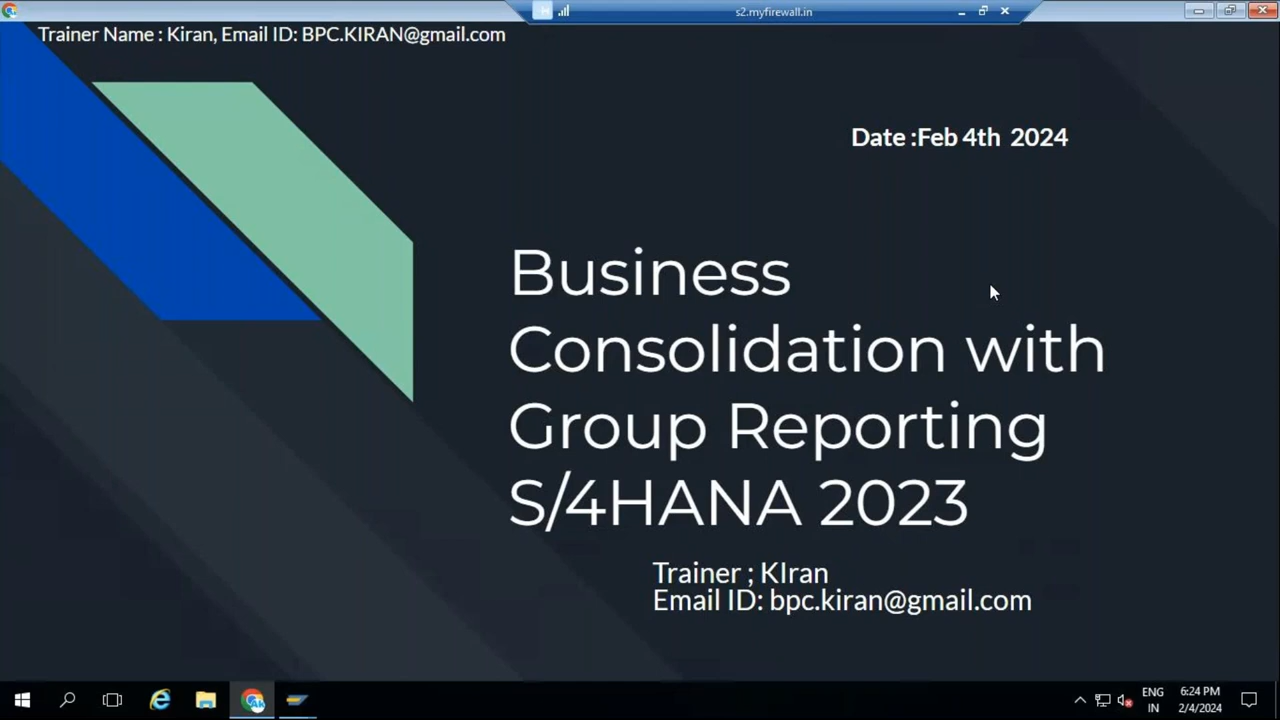 s2.myfirewall.in
Trainer Name : Kiran, Email ID: BPC.KIRAN@gmail.com
Date :Feb 4th 2024
Business
Consolidation with
Group Reporting
S/4HANA 2023
Trainer ; KIran
Email ID: bpc.kiran@gmail.com
ENG
IN
6:24 PM
2/4/2024